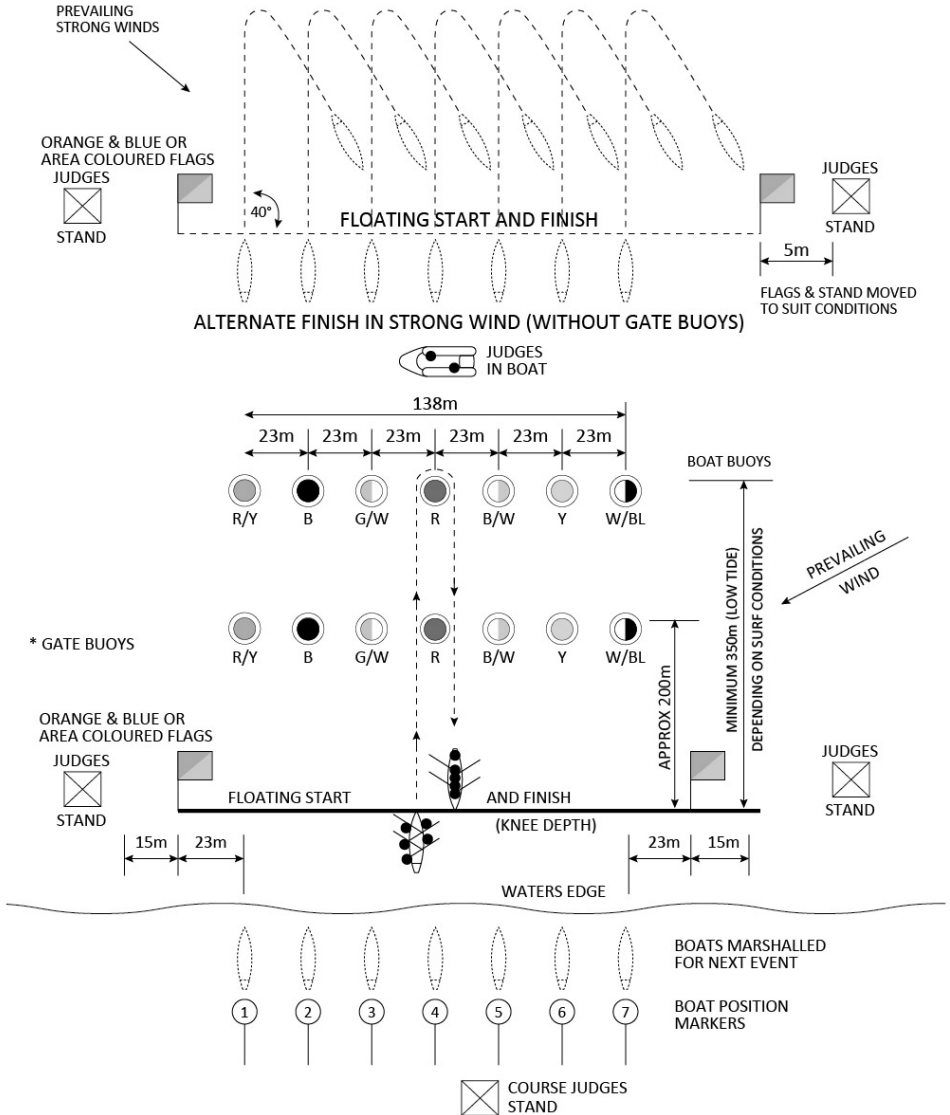 PREVAILING
STRONG WINDS
ORANGE & BLUE OR
AREA COLOURED FLAGS
JUDGES
STAND
40°
FLOATING START AND FINISH
JUDGES
STAND
5m
FLAGS & STAND MOVED
TO SUIT CONDITIONS
ALTERNATE FINISH IN STRONG WIND (WITHOUT GATE BUOYS)
JUDGES
IN BOAT
138m
23m 23m 23m 23m 23m 23m
BOAT BUOYS
R/Y B G/W R B/W Y W/BL
PREVAILING
WIND
MINIMUM 350m (LOW TIDE)
DEPENDING ON SURF CONDITIONS
* GATE BUOYS
R/Y B G/W R B/W Y W/BL
APPROX 200m
ORANGE & BLUE OR
AREA COLOURED FLAGS
JUDGES
STAND
JUDGES
STAND
FLOATING START AND FINISH
(KNEE DEPTH)
15m 23m 23m 15m
WATERS EDGE
BOATS MARSHALLED
FOR NEXT EVENT
1 2 3 4 5 6 7
BOAT POSITION
MARKERS
COURSE JUDGES
STAND